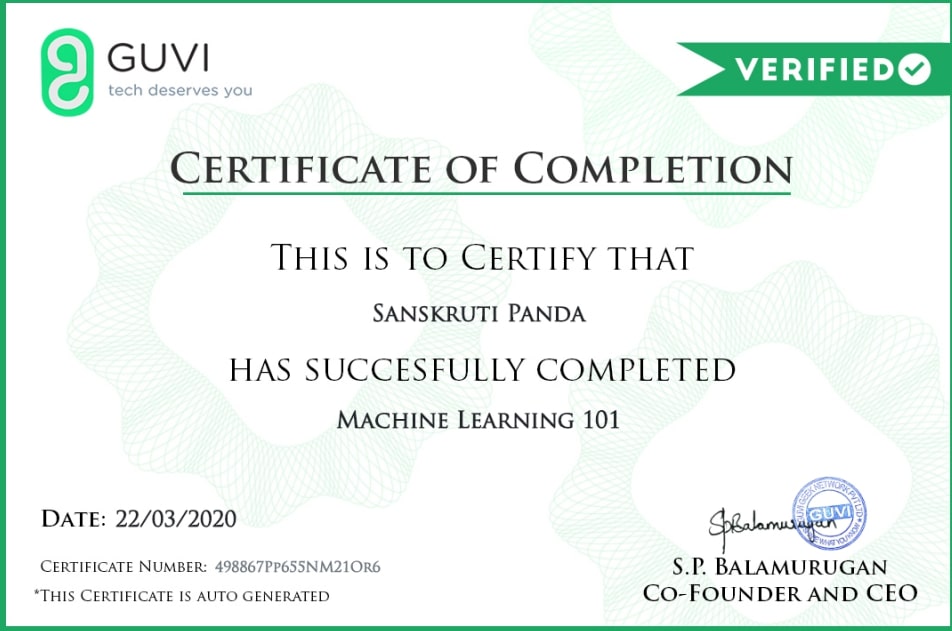 GUVI
tech deserves you
VERIFIED
Certificate of Completion
This is to Certify that
Sanskruti Panda
has succesfully completed
Machine Learning 101
Date: 22/03/2020
Certificate Number: 498867Pp655NM21Or6
*This Certificate is auto generated
SpBalamurugan
GUVI
S.P. Balamurugan
Co-Founder and CEO